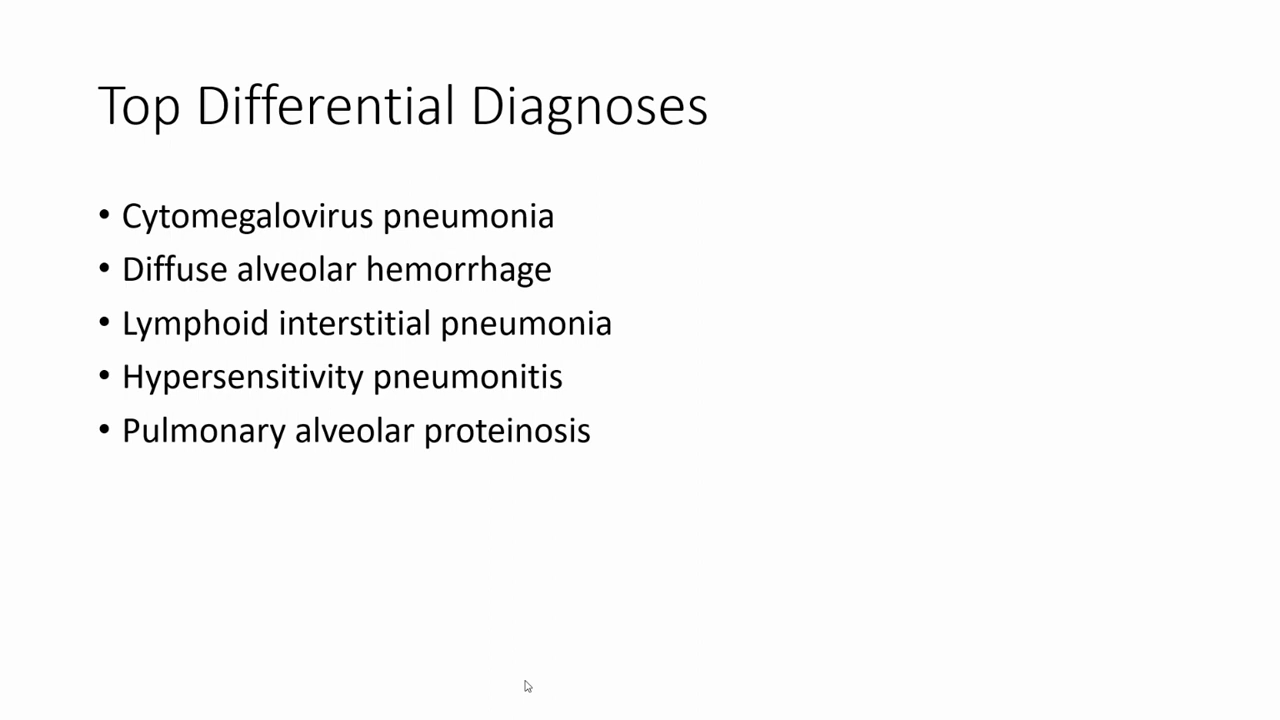 Top Differential Diagnoses
• Cytomegalovirus pneumonia
• Diffuse alveolar hemorrhage
• Lymphoid interstitial pneumonia
• Hypersensitivity pneumonitis
• Pulmonary alveolar proteinosis